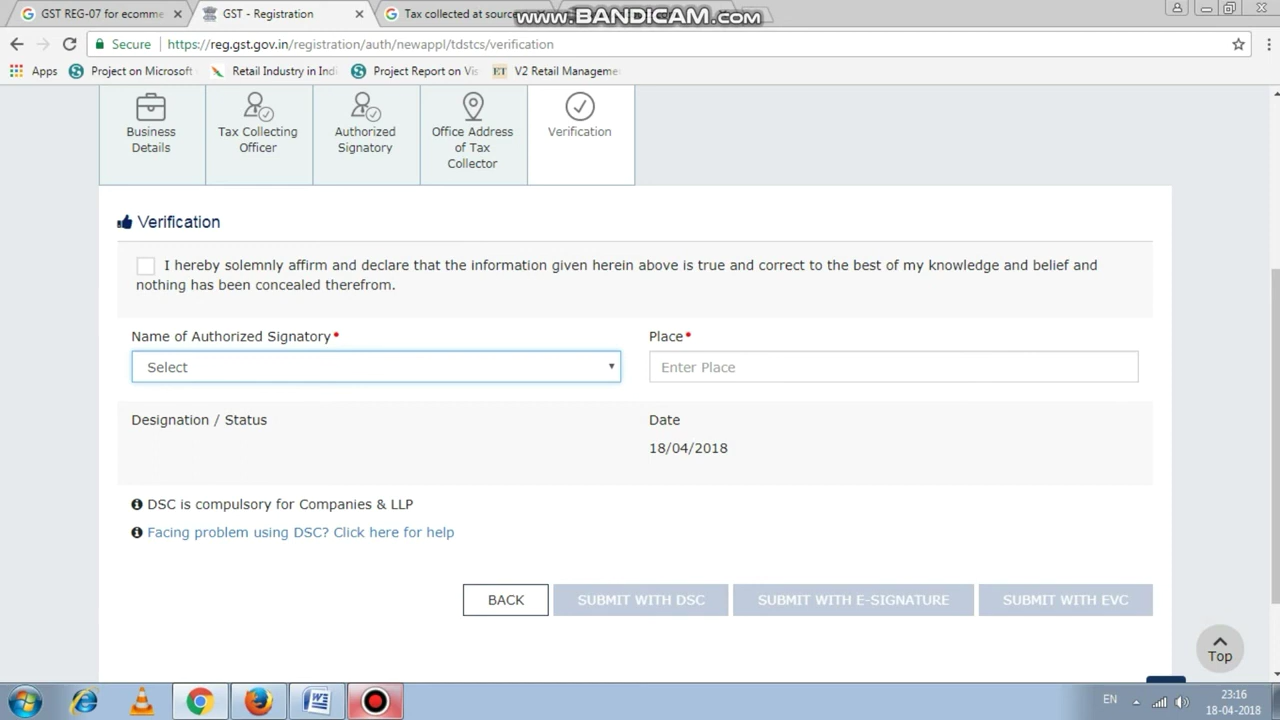 GST REG-07 for ecomme
GST - Registration
Tax collected at source
www.BANDICAM.com
Secure
https://reg.gst.gov.in/registration/auth/newappl/tdstcs/verification
Apps
Project on Microsoft
Retail Industry in Indi
Project Report on Vis
ET
V2 Retail Manageme
Business Details
Tax Collecting Officer
Authorized Signatory
Office Address of Tax Collector
Verification
Verification
I hereby solemnly affirm and declare that the information given herein above is true and correct to the best of my knowledge and belief and
nothing has been concealed therefrom.
Name of Authorized Signatory*
Place*
Select
Enter Place
Designation / Status
Date
18/04/2018
DSC is compulsory for Companies & LLP
Facing problem using DSC? Click here for help
BACK
SUBMIT WITH DSC
SUBMIT WITH E-SIGNATURE
SUBMIT WITH EVC
Top
EN
23:16
18-04-2018